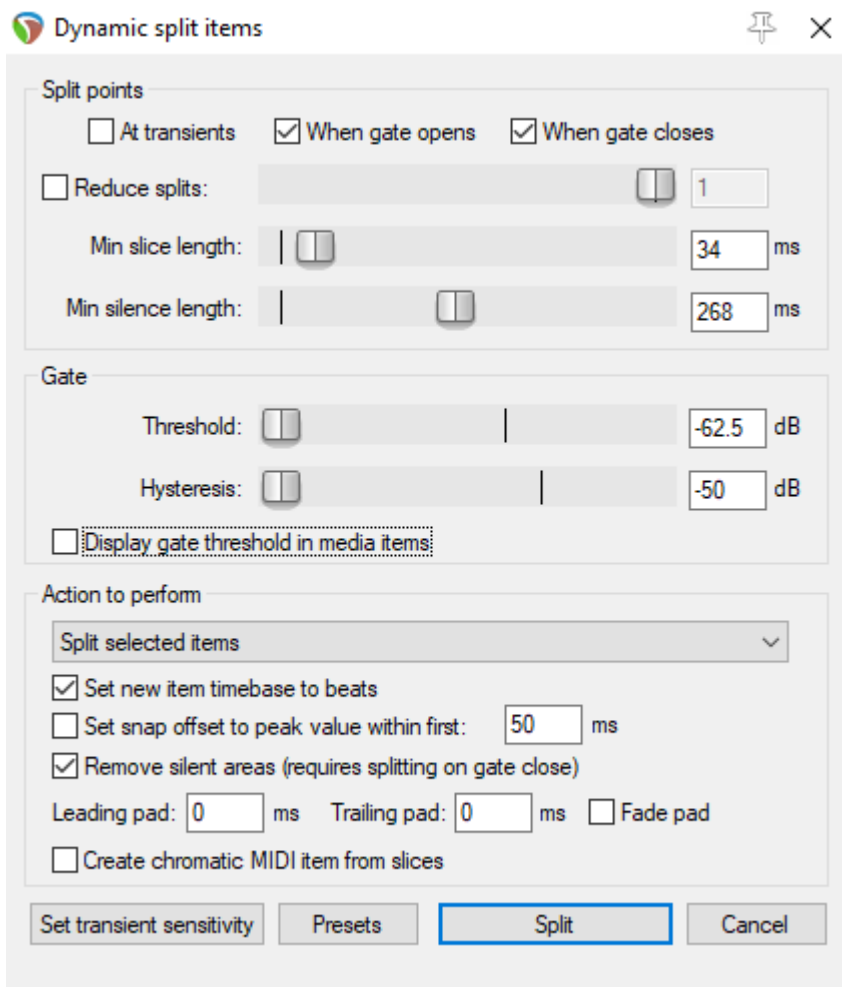 Dynamic split items
Split points
At transients When gate opens When gate closes
Reduce splits: 1
Min slice length: 34 ms
Min silence length: 268 ms
Gate
Threshold: -62.5 dB
Hysteresis: -50 dB
Display gate threshold in media items
Action to perform
Split selected items
Set new item timebase to beats
Set snap offset to peak value within first: 50 ms
Remove silent areas (requires splitting on gate close)
Leading pad: 0 ms Trailing pad: 0 ms Fade pad
Create chromatic MIDI item from slices
Set transient sensitivity Presets Split Cancel